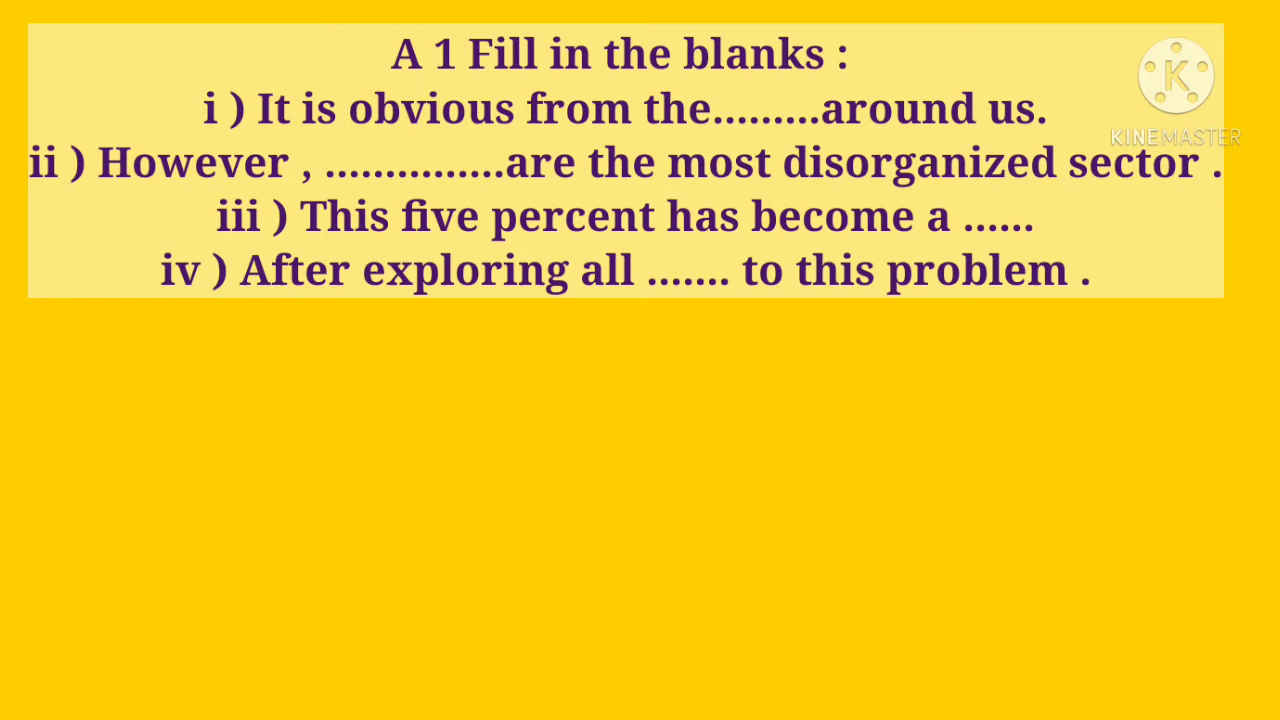 A 1 Fill in the blanks :
i ) It is obvious from the.........around us.
ii ) However , ...............are the most disorganized sector .
iii ) This five percent has become a ......
iv ) After exploring all ....... to this problem .
K
KINEMASTER